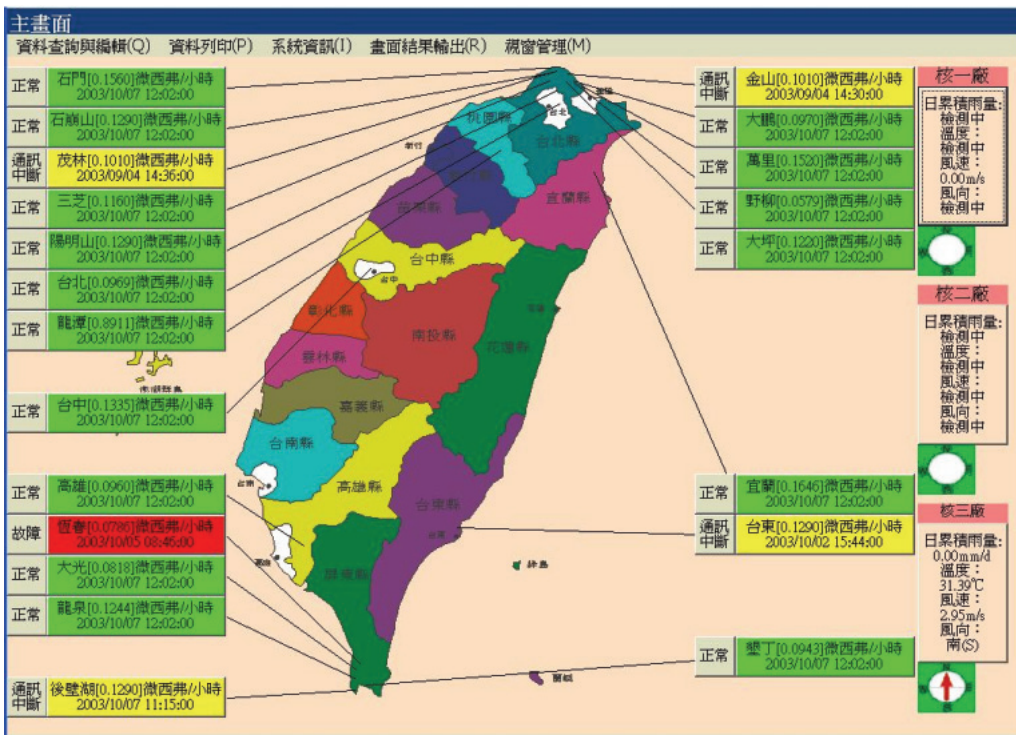 主畫面
資料查詢與編輯(Q) 資料列印(P) 系統資訊(I) 畫面結果輸出(R) 視窗管理(M)
正常
石門[0.1560]微西弗/小時
2003/10/07 12:02:00
正常
石崩山[0.1290]微西弗/小時
2003/10/07 12:02:00
通訊
中斷
茂林[0.1010]微西弗/小時
2003/09/04 14:36:00
正常
三芝[0.1160]微西弗/小時
2003/10/07 12:02:00
正常
陽明山[0.1290]微西弗/小時
2003/10/07 12:02:00
正常
台北[0.0969]微西弗/小時
2003/10/07 12:02:00
正常
龍潭[0.8911]微西弗/小時
2003/10/07 12:02:00
正常
台中[0.1335]微西弗/小時
2003/10/07 12:02:00
正常
高雄[0.0960]微西弗/小時
2003/10/07 12:02:00
故障
恆春[0.0786]微西弗/小時
2003/10/05 08:46:00
正常
大光[0.0818]微西弗/小時
2003/10/07 12:02:00
正常
龍泉[0.1244]微西弗/小時
2003/10/07 12:02:00
通訊
中斷
後壁湖[0.1290]微西弗/小時
2003/10/07 11:15:00
桃園縣
台北
台北縣
宜蘭縣
苗栗縣
台中縣
台中
彰化縣
南投縣
花蓮縣
雲林縣
嘉義縣
台南縣
台南
高雄縣
台東縣
高雄
屏東縣
綠島
蘭嶼
通訊
中斷
金山[0.1010]微西弗/小時
2003/09/04 14:30:00
正常
大鵬[0.0970]微西弗/小時
2003/10/07 12:02:00
正常
萬里[0.1520]微西弗/小時
2003/10/07 12:02:00
正常
野柳[0.0579]微西弗/小時
2003/10/07 12:02:00
正常
大坪[0.1220]微西弗/小時
2003/10/07 12:02:00
正常
宜蘭[0.1646]微西弗/小時
2003/10/07 12:02:00
通訊
中斷
台東[0.1290]微西弗/小時
2003/10/02 15:44:00
正常
墾丁[0.0943]微西弗/小時
2003/10/07 12:02:00
核一廠
日累積雨量:
檢測中
溫度:
檢測中
風速:
0.00m/s
風向:
檢測中
核二廠
日累積雨量:
檢測中
溫度:
檢測中
風速:
檢測中
風向:
檢測中
核三廠
日累積雨量:
0.00mm/d
溫度:
31.39℃
風速:
2.95m/s
風向:
南(S)